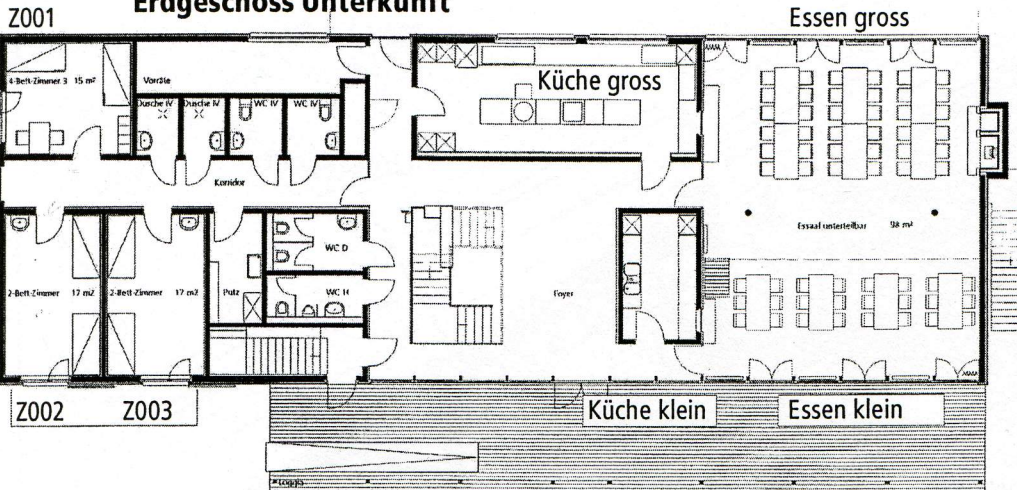 Erdgeschoss Unterkunft
Z001
Essen gross
4-Bett-Zimmer 3 15 m²
Vorräte
Küche gross
Dusche IV
Dusche IV
WC IV
WC IV
Korridor
WC D
Essaal unterteilbar 98 m²
2-Bett-Zimmer 17 m2
2-Bett-Zimmer 17 m2
Putz
WC H
Foyer
Z002
Z003
Küche klein
Essen klein
Loggia